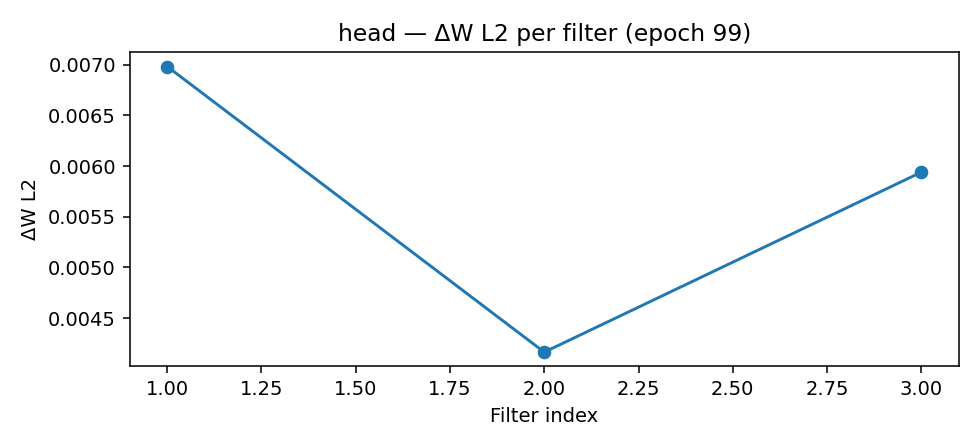 head — ΔW L2 per filter (epoch 99)
ΔW L2
0.0070
0.0065
0.0060
0.0055
0.0050
0.0045
1.00 1.25 1.50 1.75 2.00 2.25 2.50 2.75 3.00
Filter index